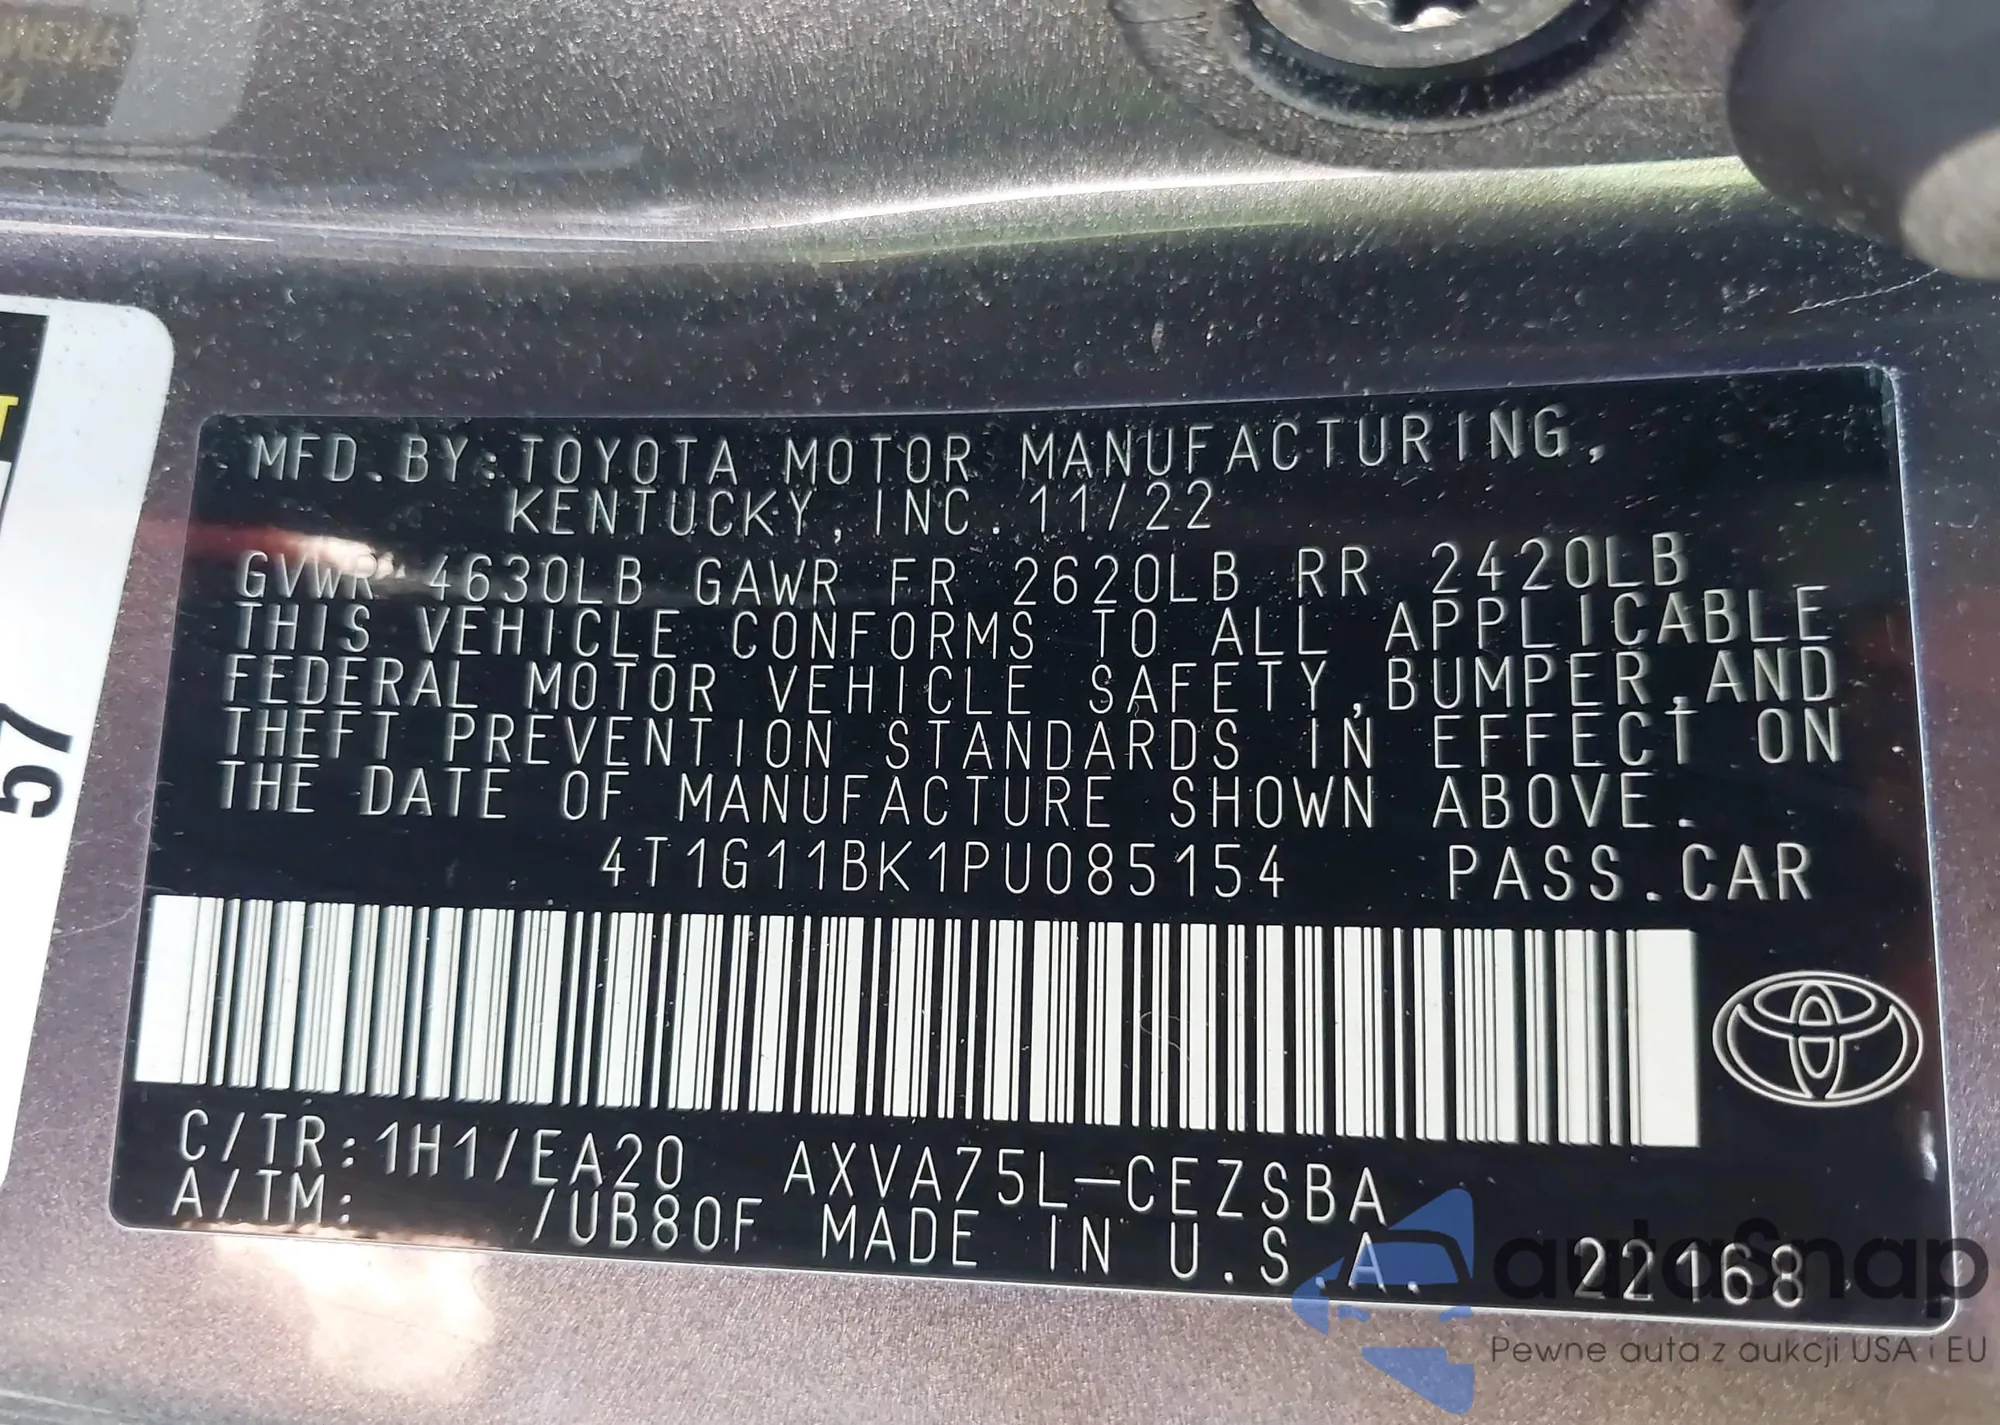 MFD.BY:TOYOTA MOTOR MANUFACTURING,
KENTUCKY,INC. 11/22
GVWR 4630LB GAWR FR 2620LB RR 2420LB
THIS VEHICLE CONFORMS TO ALL APPLICABLE
FEDERAL MOTOR VEHICLE SAFETY,BUMPER,AND
THEFT PREVENTION STANDARDS IN EFFECT ON
THE DATE OF MANUFACTURE SHOWN ABOVE.
4T1G11BK1PU085154 PASS.CAR
C/TR:1H1/EA20 AXVA75L-CEZSBA
A/TM: /UB80F MADE IN U.S.A. 22168
57
autoSnap
Pewne auta z aukcji USA i EU